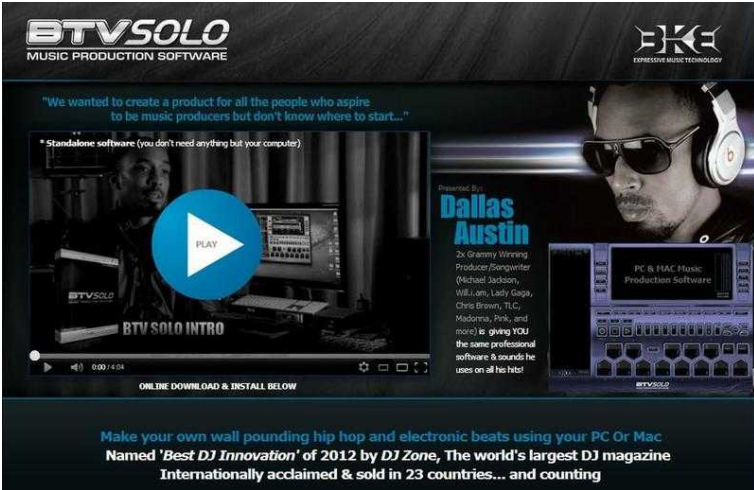 BTVSOLO
MUSIC PRODUCTION SOFTWARE
BKE
EXPRESSIVE MUSIC TECHNOLOGY
"We wanted to create a product for all the people who aspire
to be music producers but don't know where to start..."
* Standalone software (you don't need anything but your computer)
PLAY
BTVSOLO
BTV SOLO INTRO
0:00 / 4:04
ONLINE DOWNLOAD & INSTALL BELOW
Presented By:
Dallas
Austin
2x Grammy Winning
Producer/Songwriter
(Michael Jackson,
Will.i.am, Lady Gaga,
Chris Brown, TLC,
Madonna, Pink, and
more) is giving YOU
the same professional
software & sounds he
uses on all his hits!
b
PC & MAC Music
Production Software
BTVSOLO
Make your own wall pounding hip hop and electronic beats using your PC Or Mac
Named 'Best DJ Innovation' of 2012 by DJ Zone, The world's largest DJ magazine
Internationally acclaimed & sold in 23 countries... and counting